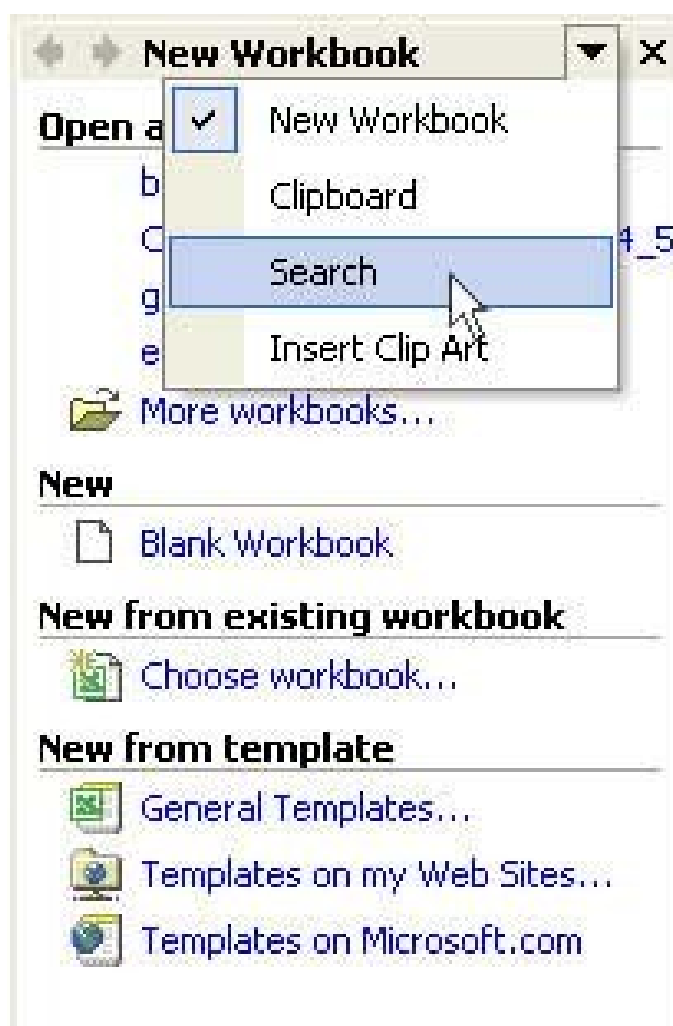 New Workbook
New Workbook
Open a
b
Clipboard
C
4_5
Search
g
Insert Clip Art
e
More workbooks...
New
Blank Workbook
New from existing workbook
Choose workbook...
New from template
General Templates...
Templates on my Web Sites...
Templates on Microsoft.com